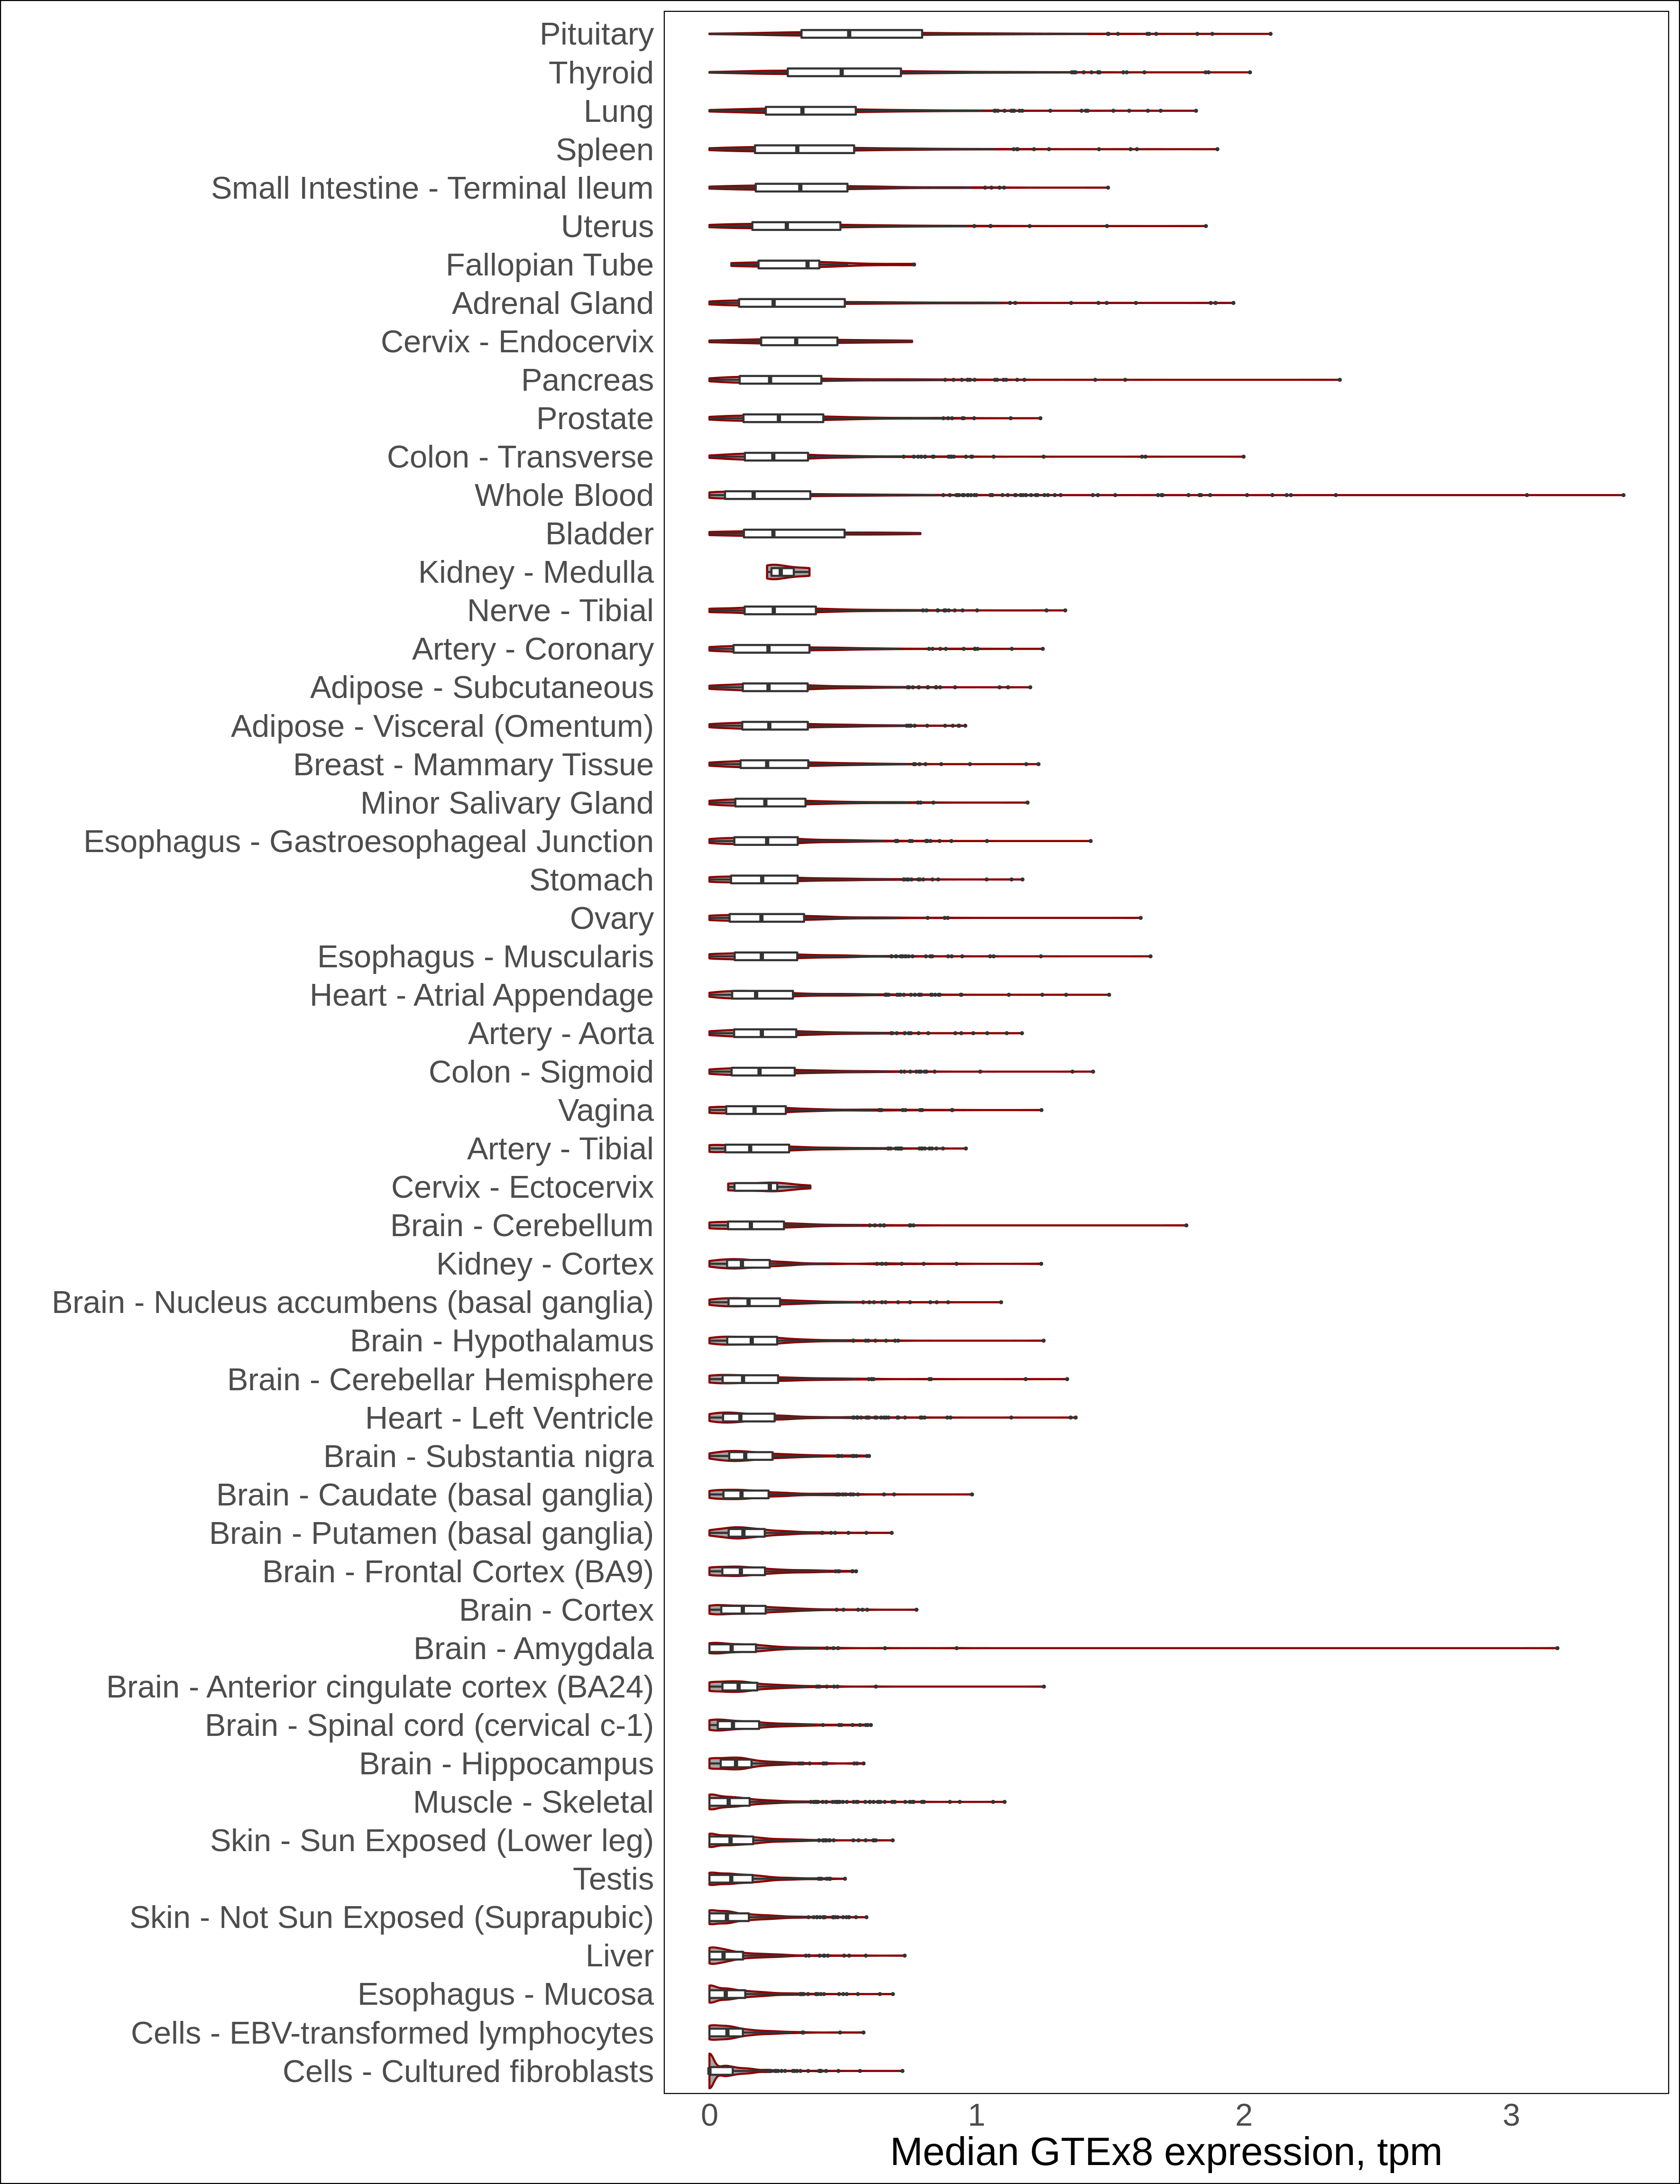 Pituitary
Thyroid
Lung
Spleen
Small Intestine - Terminal Ileum
Uterus
Fallopian Tube
Adrenal Gland
Cervix - Endocervix
Pancreas
Prostate
Colon - Transverse
Whole Blood
Bladder
Kidney - Medulla
Nerve - Tibial
Artery - Coronary
Adipose - Subcutaneous
Adipose - Visceral (Omentum)
Breast - Mammary Tissue
Minor Salivary Gland
Esophagus - Gastroesophageal Junction
Stomach
Ovary
Esophagus - Muscularis
Heart - Atrial Appendage
Artery - Aorta
Colon - Sigmoid
Vagina
Artery - Tibial
Cervix - Ectocervix
Brain - Cerebellum
Kidney - Cortex
Brain - Nucleus accumbens (basal ganglia)
Brain - Hypothalamus
Brain - Cerebellar Hemisphere
Heart - Left Ventricle
Brain - Substantia nigra
Brain - Caudate (basal ganglia)
Brain - Putamen (basal ganglia)
Brain - Frontal Cortex (BA9)
Brain - Cortex
Brain - Amygdala
Brain - Anterior cingulate cortex (BA24)
Brain - Spinal cord (cervical c-1)
Brain - Hippocampus
Muscle - Skeletal
Skin - Sun Exposed (Lower leg)
Testis
Skin - Not Sun Exposed (Suprapubic)
Liver
Esophagus - Mucosa
Cells - EBV-transformed lymphocytes
Cells - Cultured fibroblasts
0 1 2 3
Median GTEx8 expression, tpm